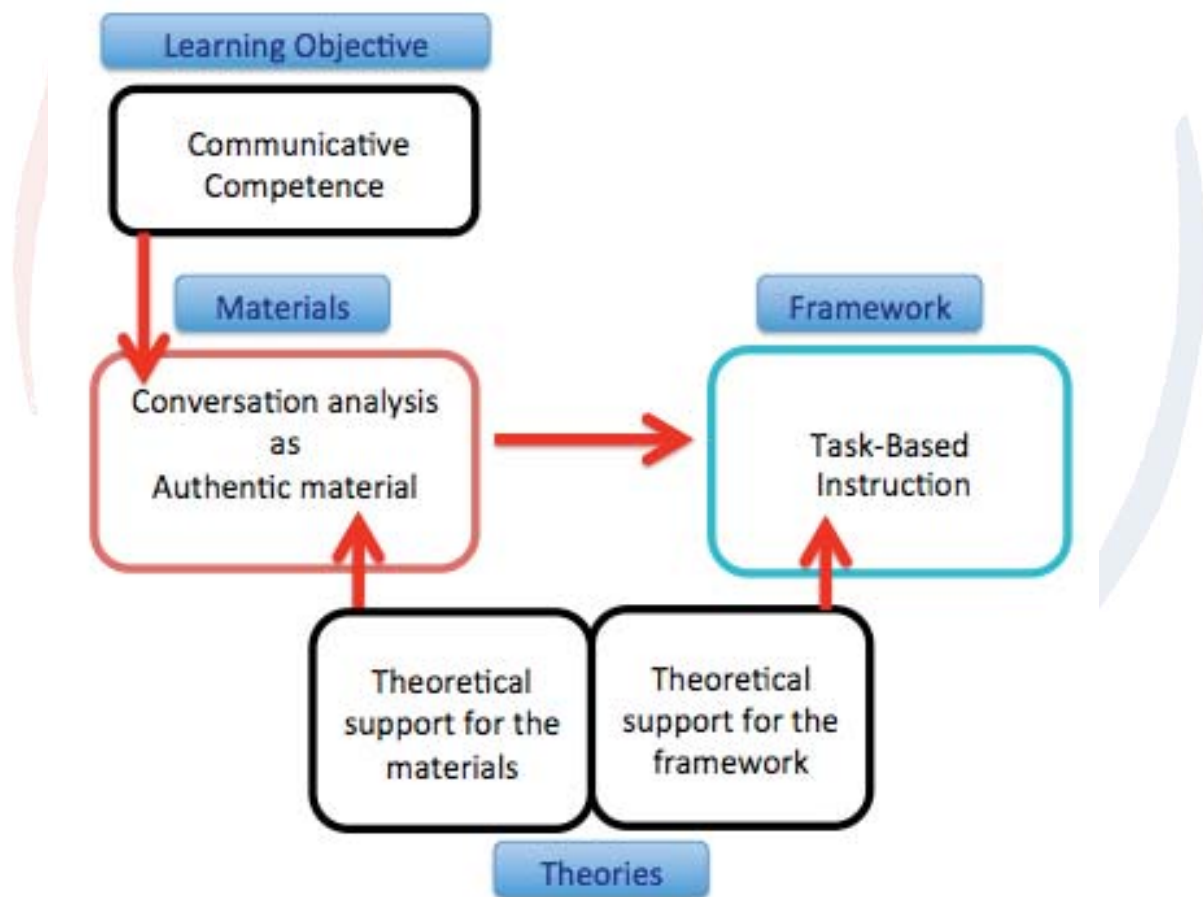 Learning Objective
Communicative
Competence
Materials
Framework
Conversation analysis
as
Authentic material
Task-Based
Instruction
Theoretical
support for the
materials
Theoretical
support for the
framework
Theories